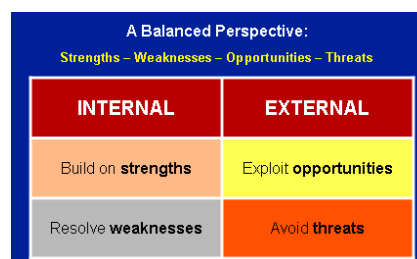 A Balanced Perspective:
Strengths – Weaknesses – Opportunities – Threats
INTERNAL EXTERNAL
Build on strengths Exploit opportunities
Resolve weaknesses Avoid threats